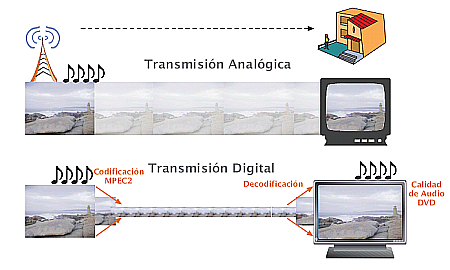 Transmisión Analógica
Transmisión Digital
Codificación
MPEC2
Decodificación
Calidad
de Audio
DVD